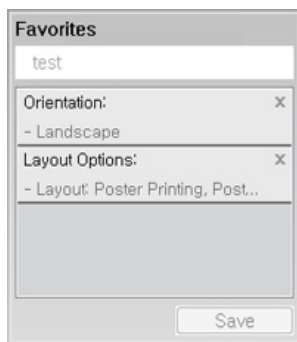 Favorites
test
Orientation: x
- Landscape
Layout Options: x
- Layout: Poster Printing, Post...
Save